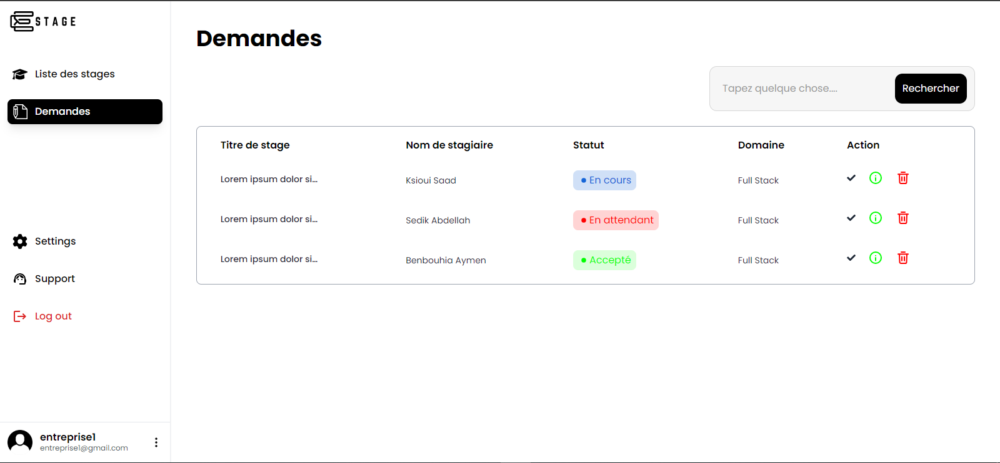 STAGE
Liste des stages
Demandes
Settings
Support
Log out
entreprise1
entreprise1@gmail.com
Demandes
Tapez quelque chose....
Rechercher
Titre de stage Nom de stagiaire Statut Domaine Action
Lorem ipsum dolor si... Ksioui Saad En cours Full Stack
Lorem ipsum dolor si... Sedik Abdellah En attendant Full Stack
Lorem ipsum dolor si... Benbouhia Aymen Accepté Full Stack